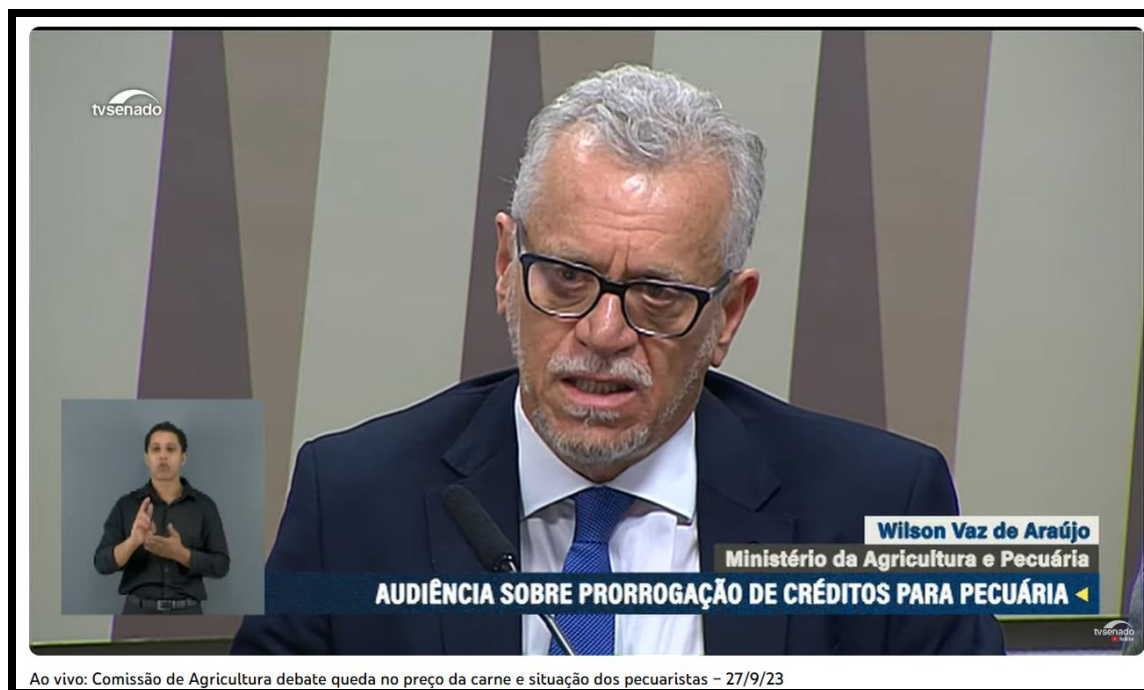 tvsenado
Wilson Vaz de Araújo
Ministério da Agricultura e Pecuária
AUDIÊNCIA SOBRE PRORROGAÇÃO DE CRÉDITOS PARA PECUÁRIA
tvsenado
Ao vivo: Comissão de Agricultura debate queda no preço da carne e situação dos pecuaristas – 27/9/23